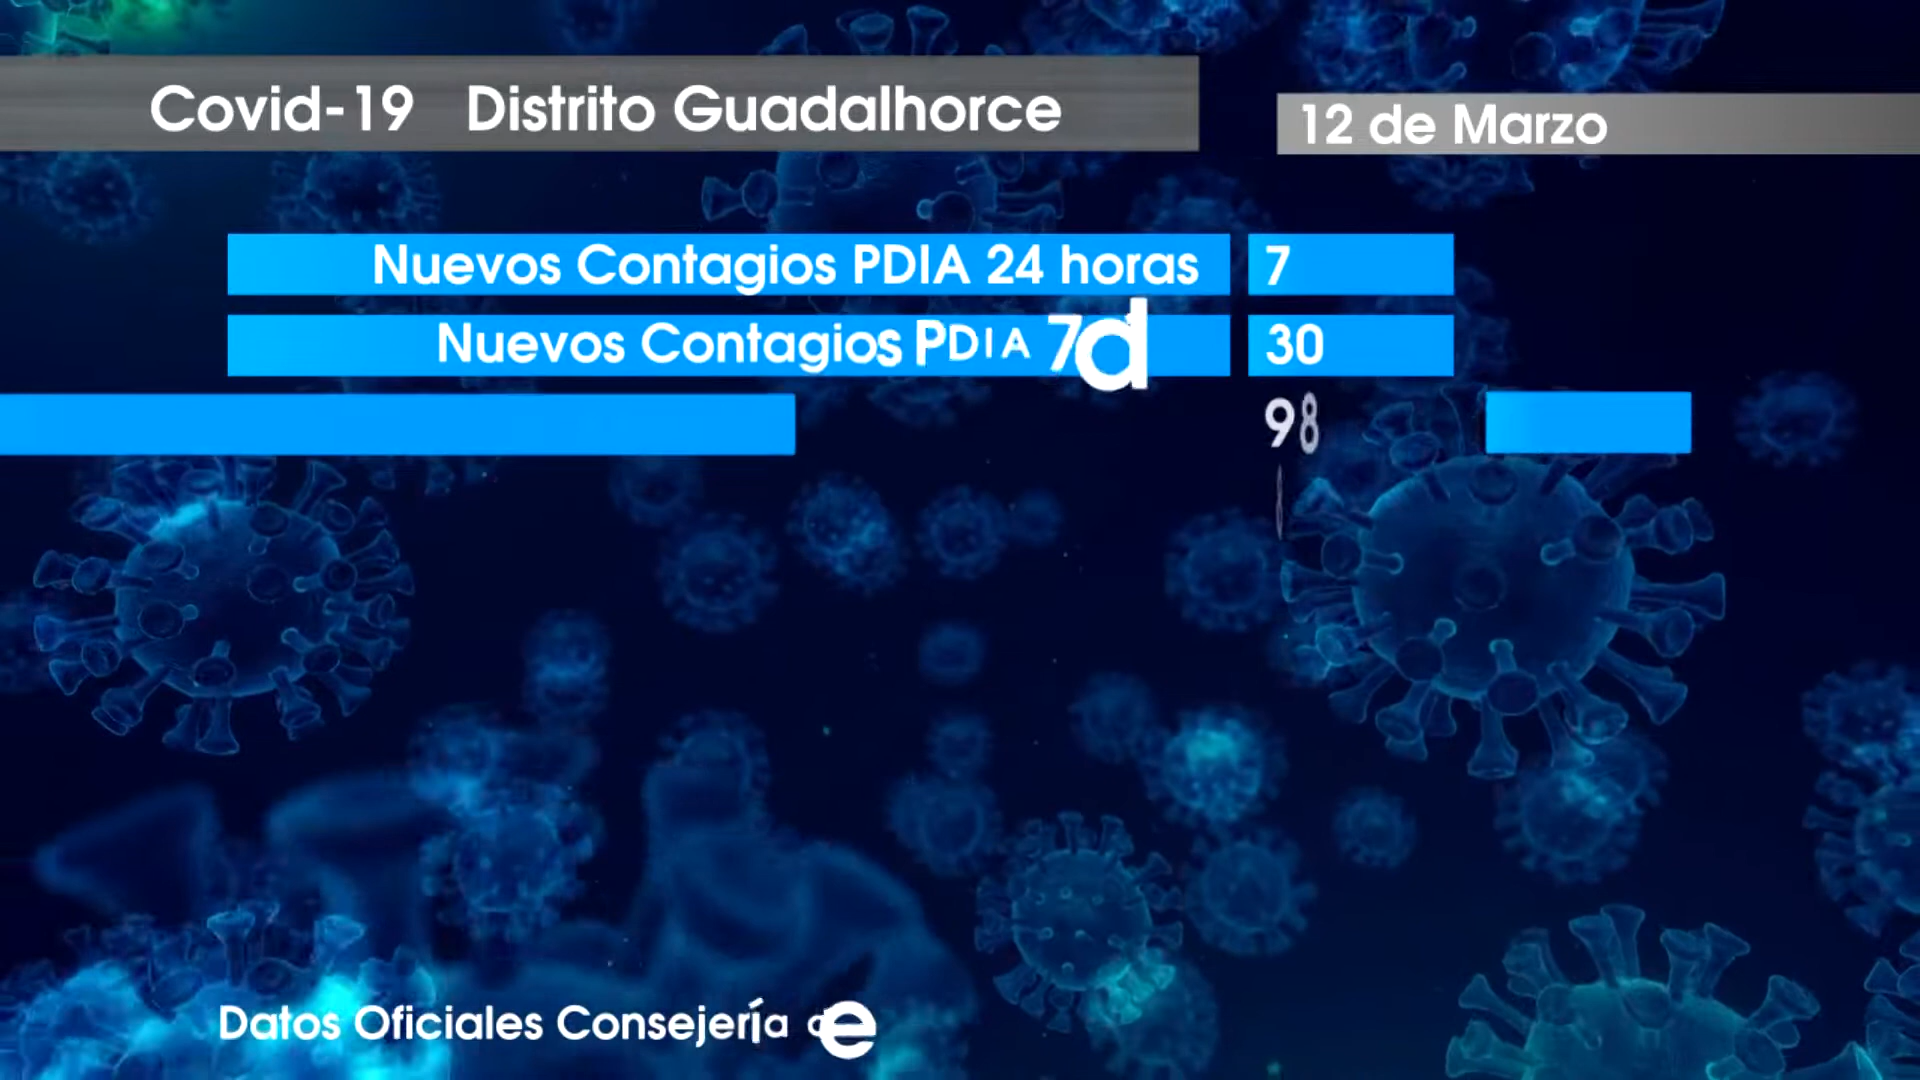 Covid-19 Distrito Guadalhorce
12 de Marzo
Nuevos Contagios PDIA 24 horas 7
Nuevos Contagios PDIA 7d 30
98
Datos Oficiales Consejería